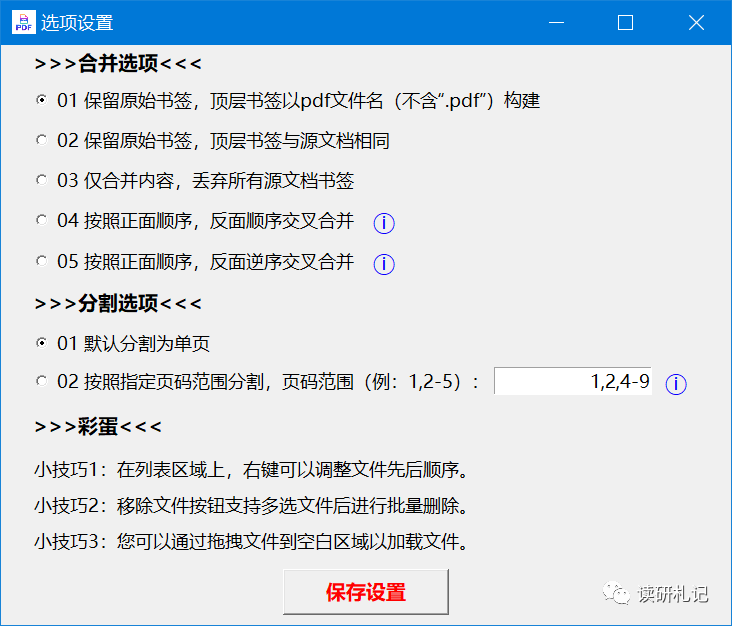 PDF 选项设置
>>>合并选项<<<
01 保留原始书签，顶层书签以pdf文件名（不含“.pdf”）构建
02 保留原始书签，顶层书签与源文档相同
03 仅合并内容，丢弃所有源文档书签
04 按照正面顺序，反面顺序交叉合并 ⓘ
05 按照正面顺序，反面逆序交叉合并 ⓘ
>>>分割选项<<<
01 默认分割为单页
02 按照指定页码范围分割，页码范围（例：1,2-5）： 1,2,4-9 ⓘ
>>>彩蛋<<<
小技巧1：在列表区域上，右键可以调整文件先后顺序。
小技巧2：移除文件按钮支持多选文件后进行批量删除。
小技巧3：您可以通过拖拽文件到空白区域以加载文件。
保存设置
读研札记